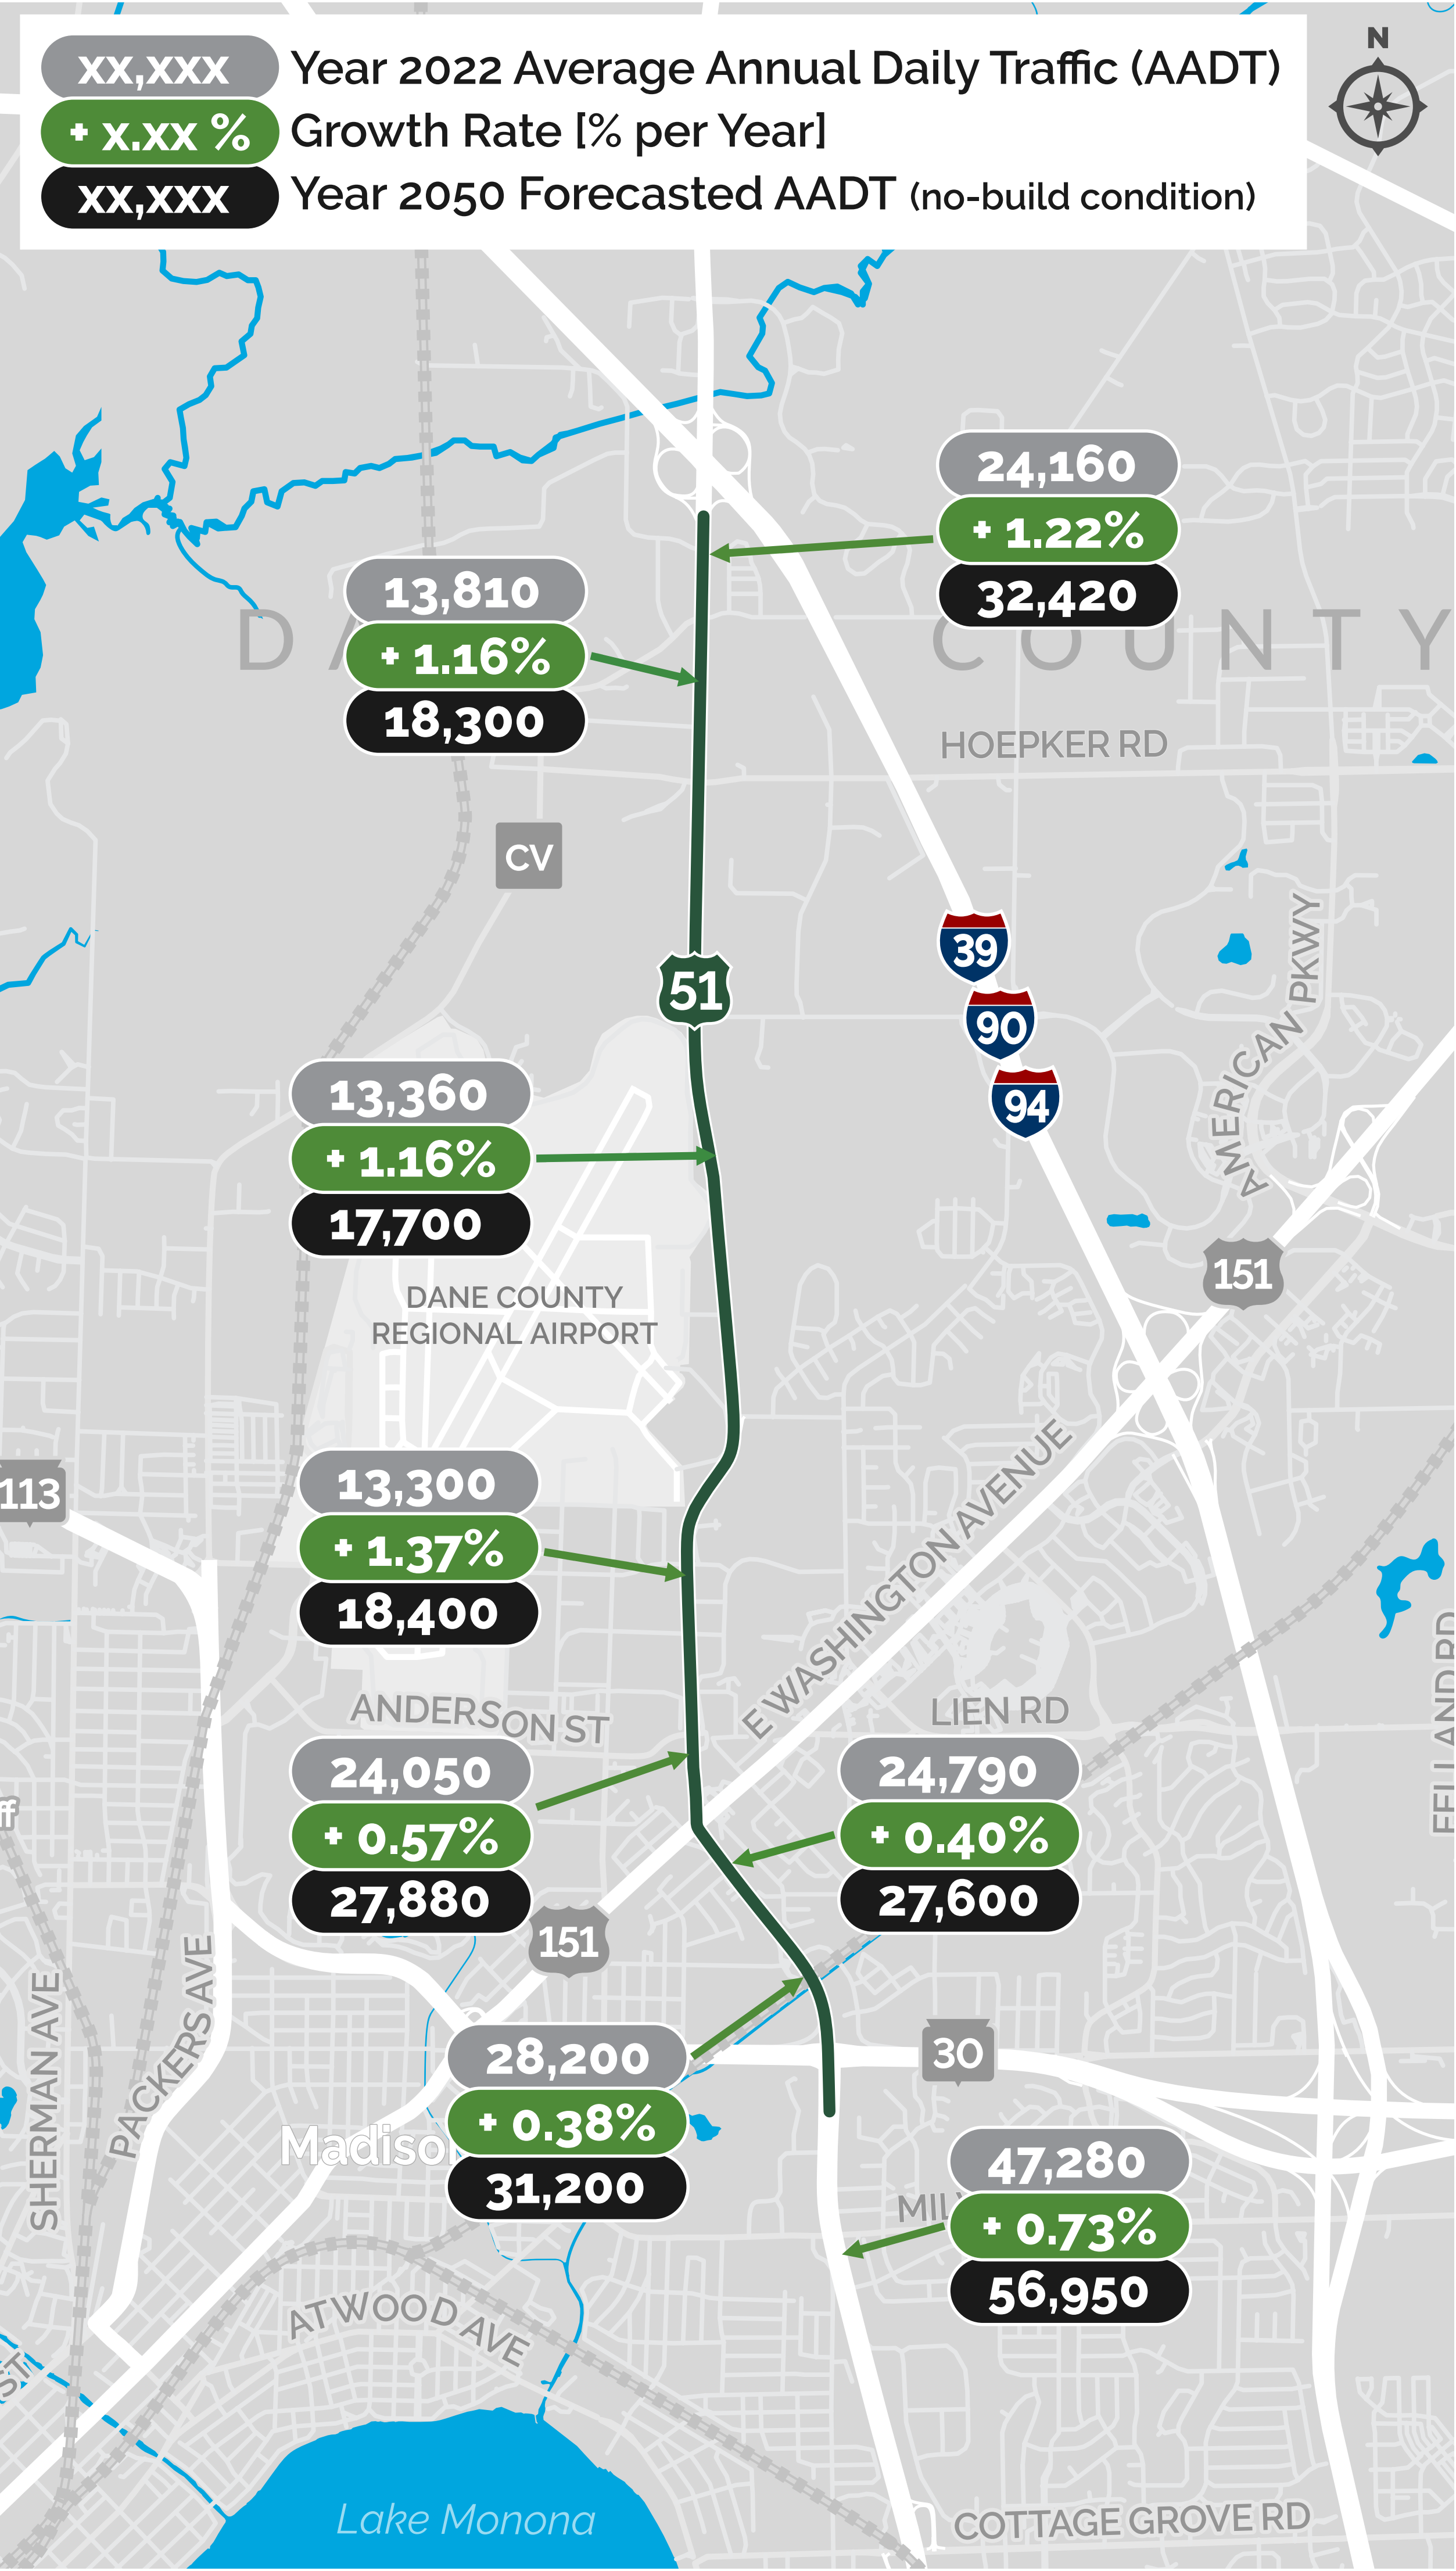 xx,xxx Year 2022 Average Annual Daily Traffic (AADT)
+ x.xx % Growth Rate [% per Year]
xx,xxx Year 2050 Forecasted AADT (no-build condition)
N
24,160
+ 1.22%
32,420
13,810
+ 1.16%
18,300
COUNTY
HOEPKER RD
CV
39
51
90
94
AMERICAN PKWY
13,360
+ 1.16%
17,700
151
DANE COUNTY
REGIONAL AIRPORT
E WASHINGTON AVENUE
113
13,300
+ 1.37%
18,400
ANDERSON ST
LIEN RD
24,050
+ 0.57%
27,880
24,790
+ 0.40%
27,600
151
SHERMAN AVE
PACKERS AVE
28,200
+ 0.38%
31,200
30
Madison
47,280
+ 0.73%
56,950
ATWOOD AVE
Lake Monona
COTTAGE GROVE RD